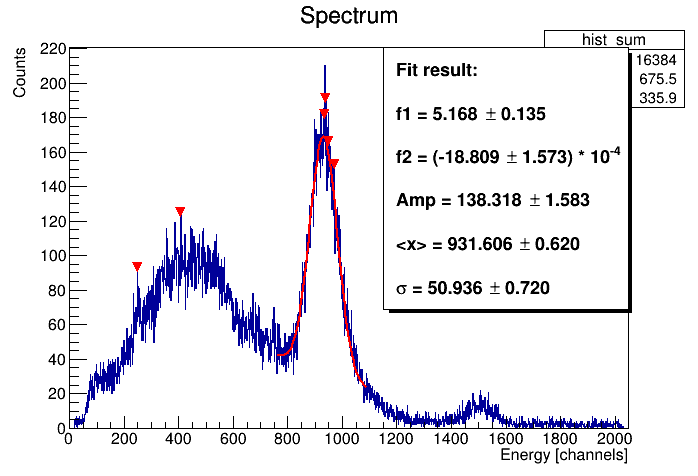 Spectrum
hist_sum
16384
675.5
335.9
Fit result:
f1 = 5.168 ± 0.135
f2 = (-18.809 ± 1.573) * 10⁻⁴
Amp = 138.318 ± 1.583
<x> = 931.606 ± 0.620
σ = 50.936 ± 0.720
Counts
220
200
180
160
140
120
100
80
60
40
20
0
0 200 400 600 800 1000 1200 1400 1600 1800 2000
Energy [channels]